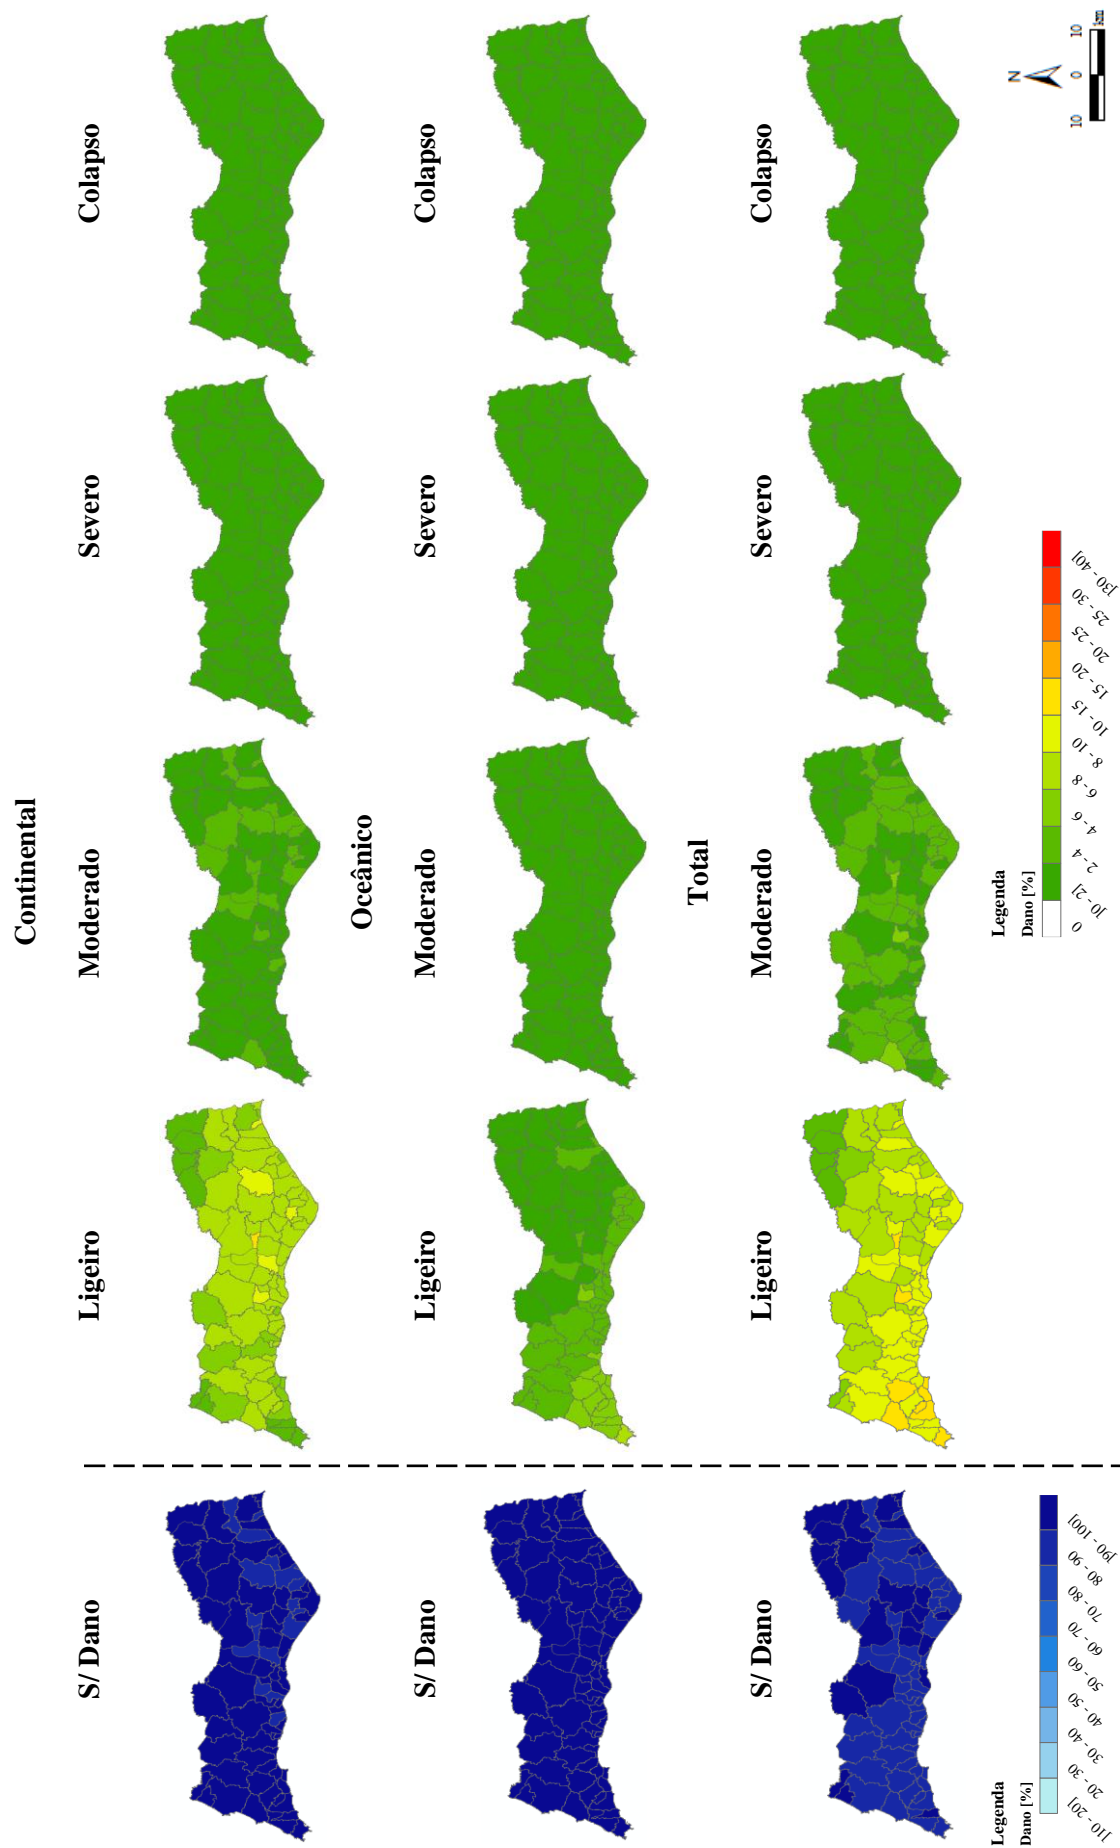 Continental
S/ Dano
Ligeiro
Moderado
Severo
Colapso
Oceânico
S/ Dano
Ligeiro
Moderado
Severo
Colapso
Total
S/ Dano
Ligeiro
Moderado
Severo
Colapso
Legenda
Dano [%]
[10 - 20]
20 - 30
30 - 40
40 - 50
50 - 60
60 - 70
70 - 80
80 - 90
]90 - 100]
Legenda
Dano [%]
0
]0 - 2]
2 - 4
4 - 6
6 - 8
8 - 10
10 - 15
15 - 20
20 - 25
25 - 30
]30 - 40]
N
10 0 10
km